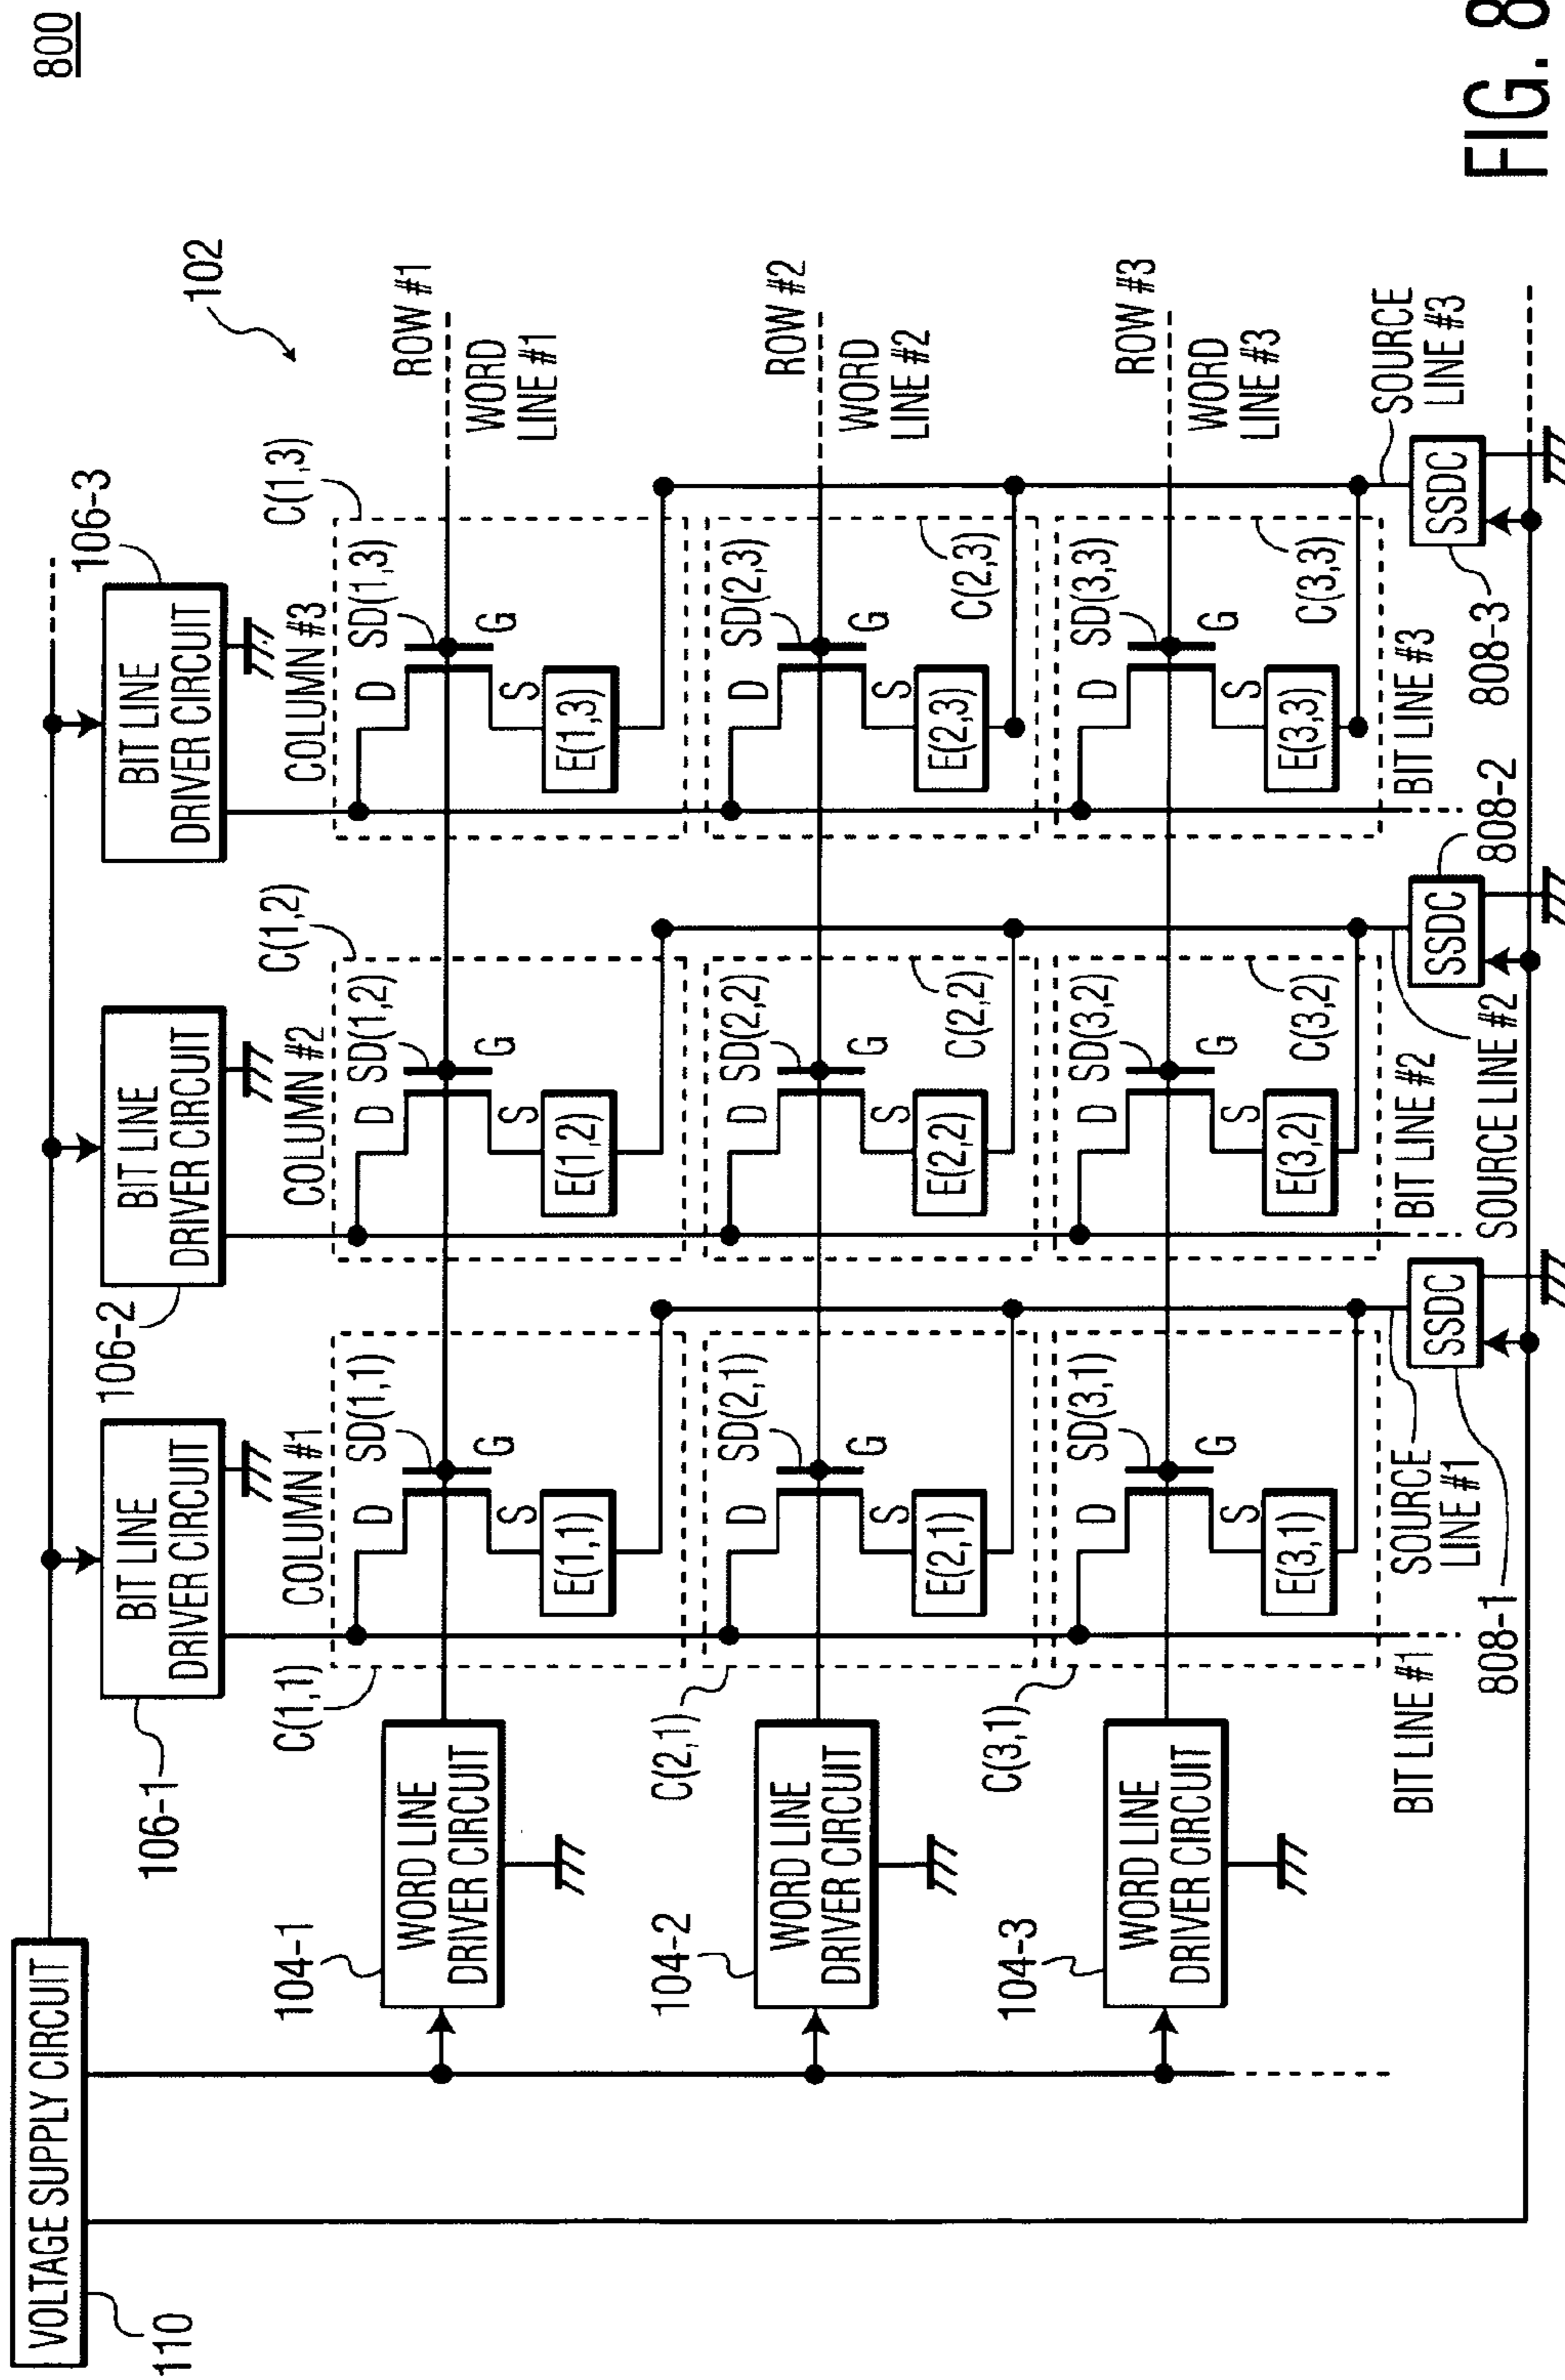 800
VOLTAGE SUPPLY CIRCUIT
110
BIT LINE
DRIVER CIRCUIT
106-1
BIT LINE
DRIVER CIRCUIT
106-2
BIT LINE
DRIVER CIRCUIT
106-3
102
COLUMN #1
COLUMN #2
COLUMN #3
C(1,1)
C(1,2)
C(1,3)
104-1
WORD LINE
DRIVER CIRCUIT
D
SD(1,1)
G
S
E(1,1)
D
SD(1,2)
G
S
E(1,2)
D
SD(1,3)
G
S
E(1,3)
ROW #1
WORD
LINE #1
104-2
WORD LINE
DRIVER CIRCUIT
C(2,1)
D
SD(2,1)
G
S
E(2,1)
D
SD(2,2)
G
S
E(2,2)
C(2,2)
D
SD(2,3)
G
S
E(2,3)
C(2,3)
ROW #2
WORD
LINE #2
104-3
WORD LINE
DRIVER CIRCUIT
C(3,1)
D
SD(3,1)
G
S
E(3,1)
D
SD(3,2)
G
S
E(3,2)
C(3,2)
D
SD(3,3)
G
S
E(3,3)
C(3,3)
ROW #3
WORD
LINE #3
BIT LINE #1
SOURCE
LINE #1
SSDC
808-1
BIT LINE #2
SOURCE LINE #2
SSDC
808-2
BIT LINE #3
SOURCE
LINE #3
SSDC
808-3
FIG. 8